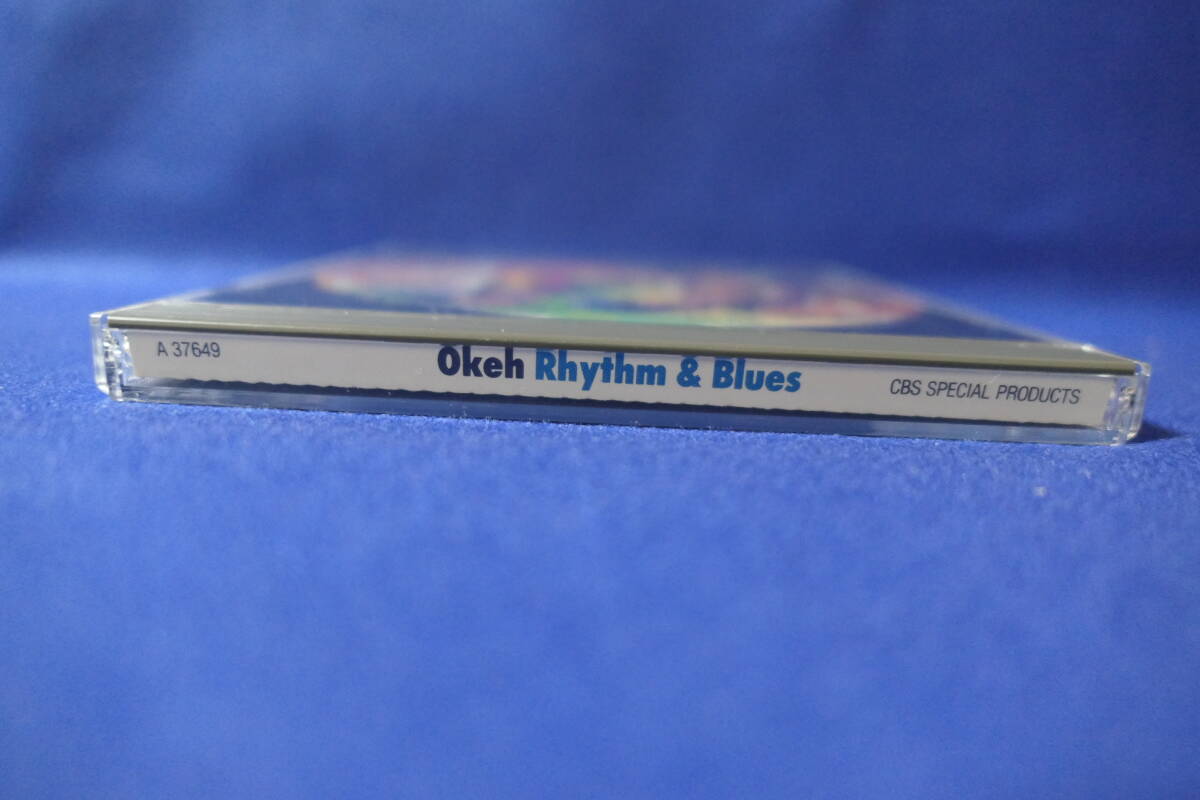 A 37649 Okeh Rhythm & Blues CBS SPECIAL PRODUCTS